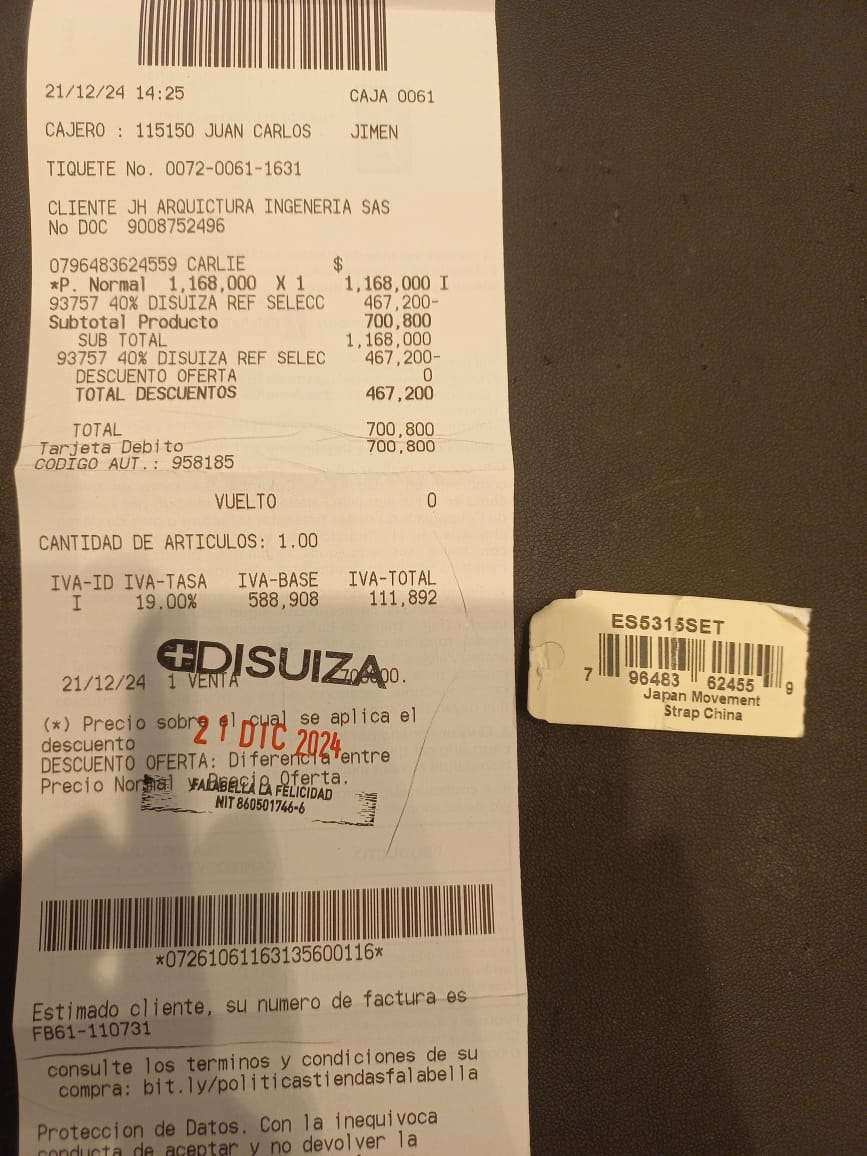 21/12/24 14:25 CAJA 0061
CAJERO : 115150 JUAN CARLOS JIMEN
TIQUETE No. 0072-0061-1631
CLIENTE JH ARQUICTURA INGENERIA SAS
No DOC 9008752496
0796483624559 CARLIE $
*P. Normal 1,168,000 X 1 1,168,000 I
93757 40% DISUIZA REF SELECC 467,200-
Subtotal Producto 700,800
SUB TOTAL 1,168,000
93757 40% DISUIZA REF SELEC 467,200-
DESCUENTO OFERTA 0
TOTAL DESCUENTOS 467,200
TOTAL 700,800
Tarjeta Debito 700,800
CODIGO AUT.: 958185
VUELTO 0
CANTIDAD DE ARTICULOS: 1.00
IVA-ID IVA-TASA IVA-BASE IVA-TOTAL
I 19.00% 588,908 111,892
DISUIZA
21/12/24 1 VENTA
(*) Precio sobre el cual se aplica el
descuento
21 DIC 2024
DESCUENTO OFERTA: Diferencia entre
Precio Normal y Precio Oferta.
FALABELLA LA FELICIDAD
NIT 860501746-6
*07261061163135600116*
Estimado cliente, su numero de factura es
FB61-110731
consulte los terminos y condiciones de su
compra: bit.ly/politicastiendasfalabella
Proteccion de Datos. Con la inequivoca
conducta de aceptar y no devolver la
ES5315SET
7 96483 62455 9
Japan Movement
Strap China